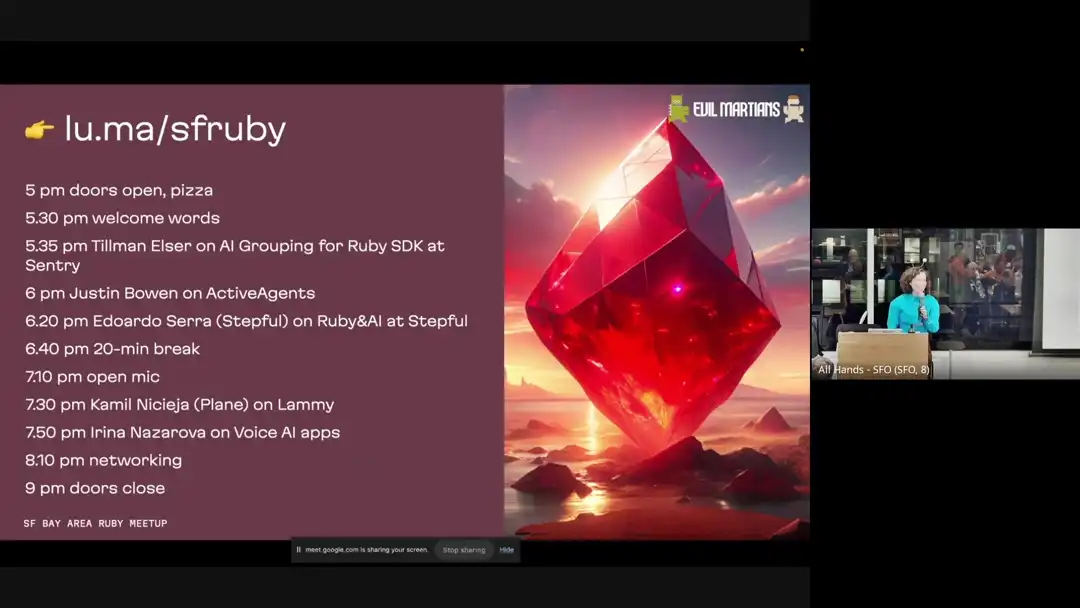 EVIL MARTIANS
👉 lu.ma/sfruby
5 pm doors open, pizza
5.30 pm welcome words
5.35 pm Tillman Elser on AI Grouping for Ruby SDK at
Sentry
6 pm Justin Bowen on ActiveAgents
6.20 pm Edoardo Serra (Stepful) on Ruby&AI at Stepful
6.40 pm 20-min break
7.10 pm open mic
7.30 pm Kamil Nicieja (Plane) on Lammy
7.50 pm Irina Nazarova on Voice AI apps
8.10 pm networking
9 pm doors close
SF BAY AREA RUBY MEETUP
meet.google.com is sharing your screen.
Stop sharing
Hide
All Hands - SFO (SFO, 8)